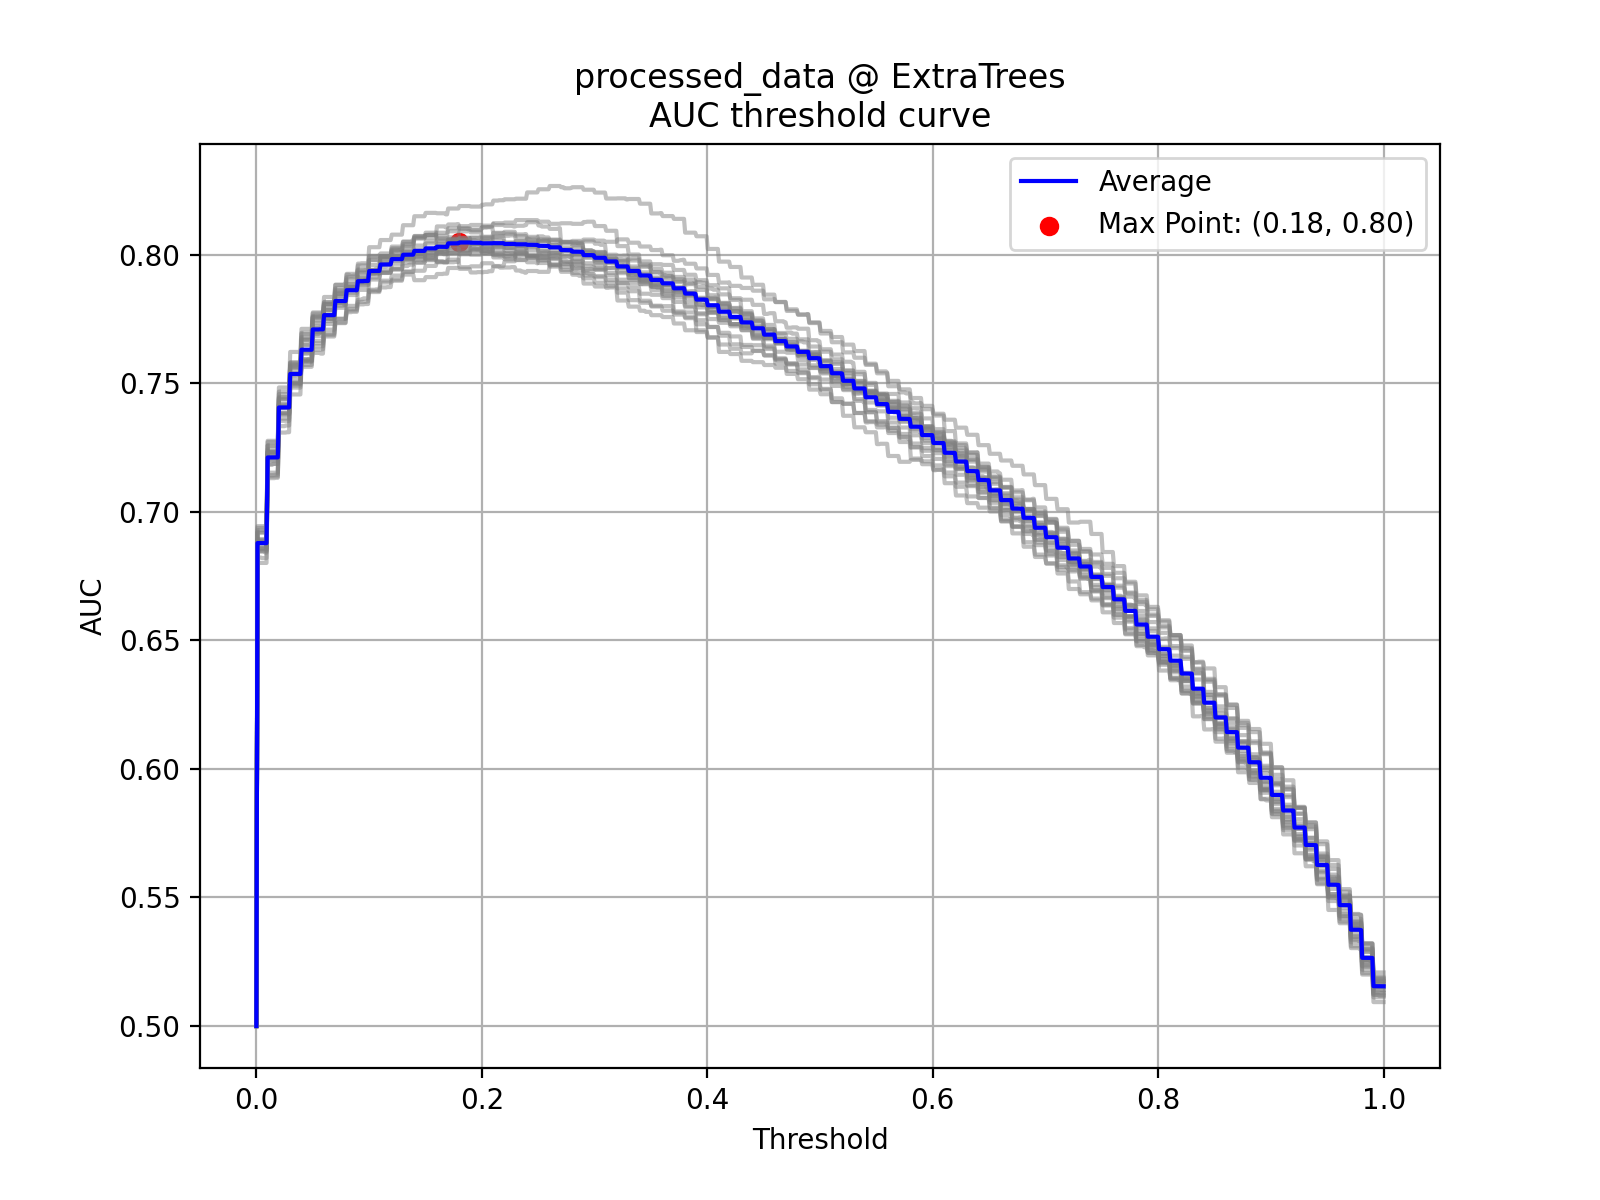 processed_data @ ExtraTrees
AUC threshold curve
Average
Max Point: (0.18, 0.80)
AUC
0.80
0.75
0.70
0.65
0.60
0.55
0.50
0.0 0.2 0.4 0.6 0.8 1.0
Threshold